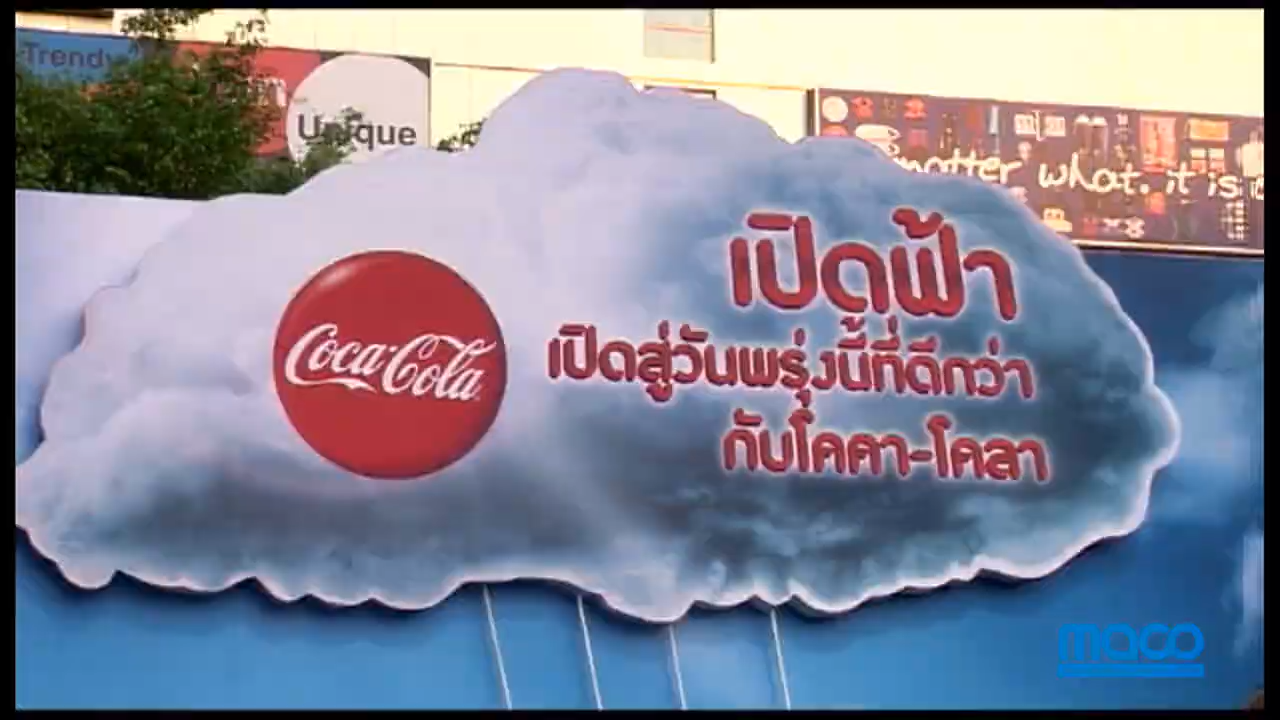 Trendy
Unique
matter what. it is
Coca-Cola
เปิดฟ้า
เปิดสู่วันพรุ่งนี้ที่ดีกว่า
กับโคคา-โคลา
maco